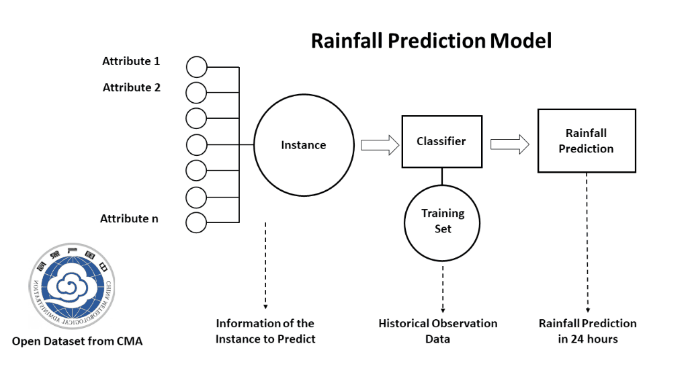 Rainfall Prediction Model
Attribute 1
Attribute 2
Attribute n
Instance
Classifier
Training
Set
Rainfall
Prediction
Open Dataset from CMA
Information of the
Instance to Predict
Historical Observation
Data
Rainfall Prediction
in 24 hours